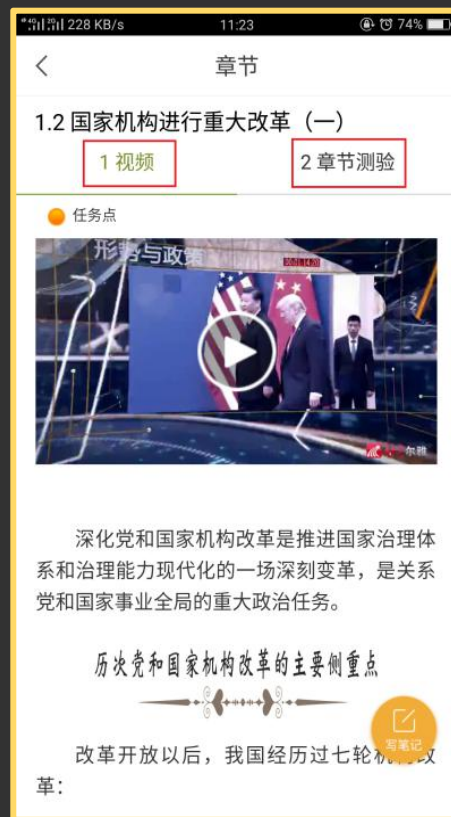 228 KB/s 11:23 74%
章节
1.2 国家机构进行重大改革（一）
1 视频 2 章节测验
任务点
形势与政策
尔雅
深化党和国家机构改革是推进国家治理体
系和治理能力现代化的一场深刻变革，是关系
党和国家事业全局的重大政治任务。
历次党和国家机构改革的主要侧重点
写笔记
改革开放以后，我国经历过七轮机构改
革：